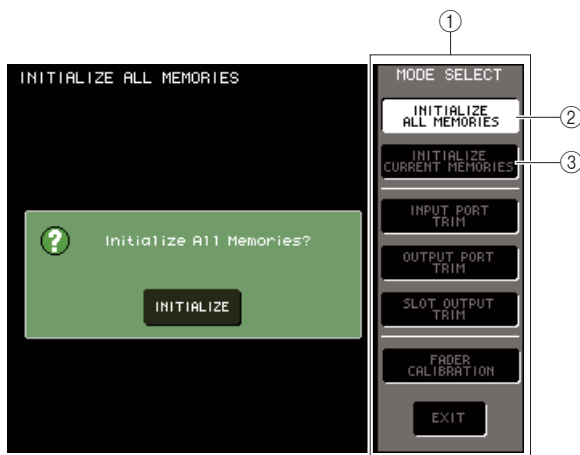 ①
INITIALIZE ALL MEMORIES
MODE SELECT
INITIALIZE
ALL MEMORIES
②
INITIALIZE
CURRENT MEMORIES
③
INPUT PORT
TRIM
? Initialize All Memories?
OUTPUT PORT
TRIM
INITIALIZE
SLOT OUTPUT
TRIM
FADER
CALIBRATION
EXIT